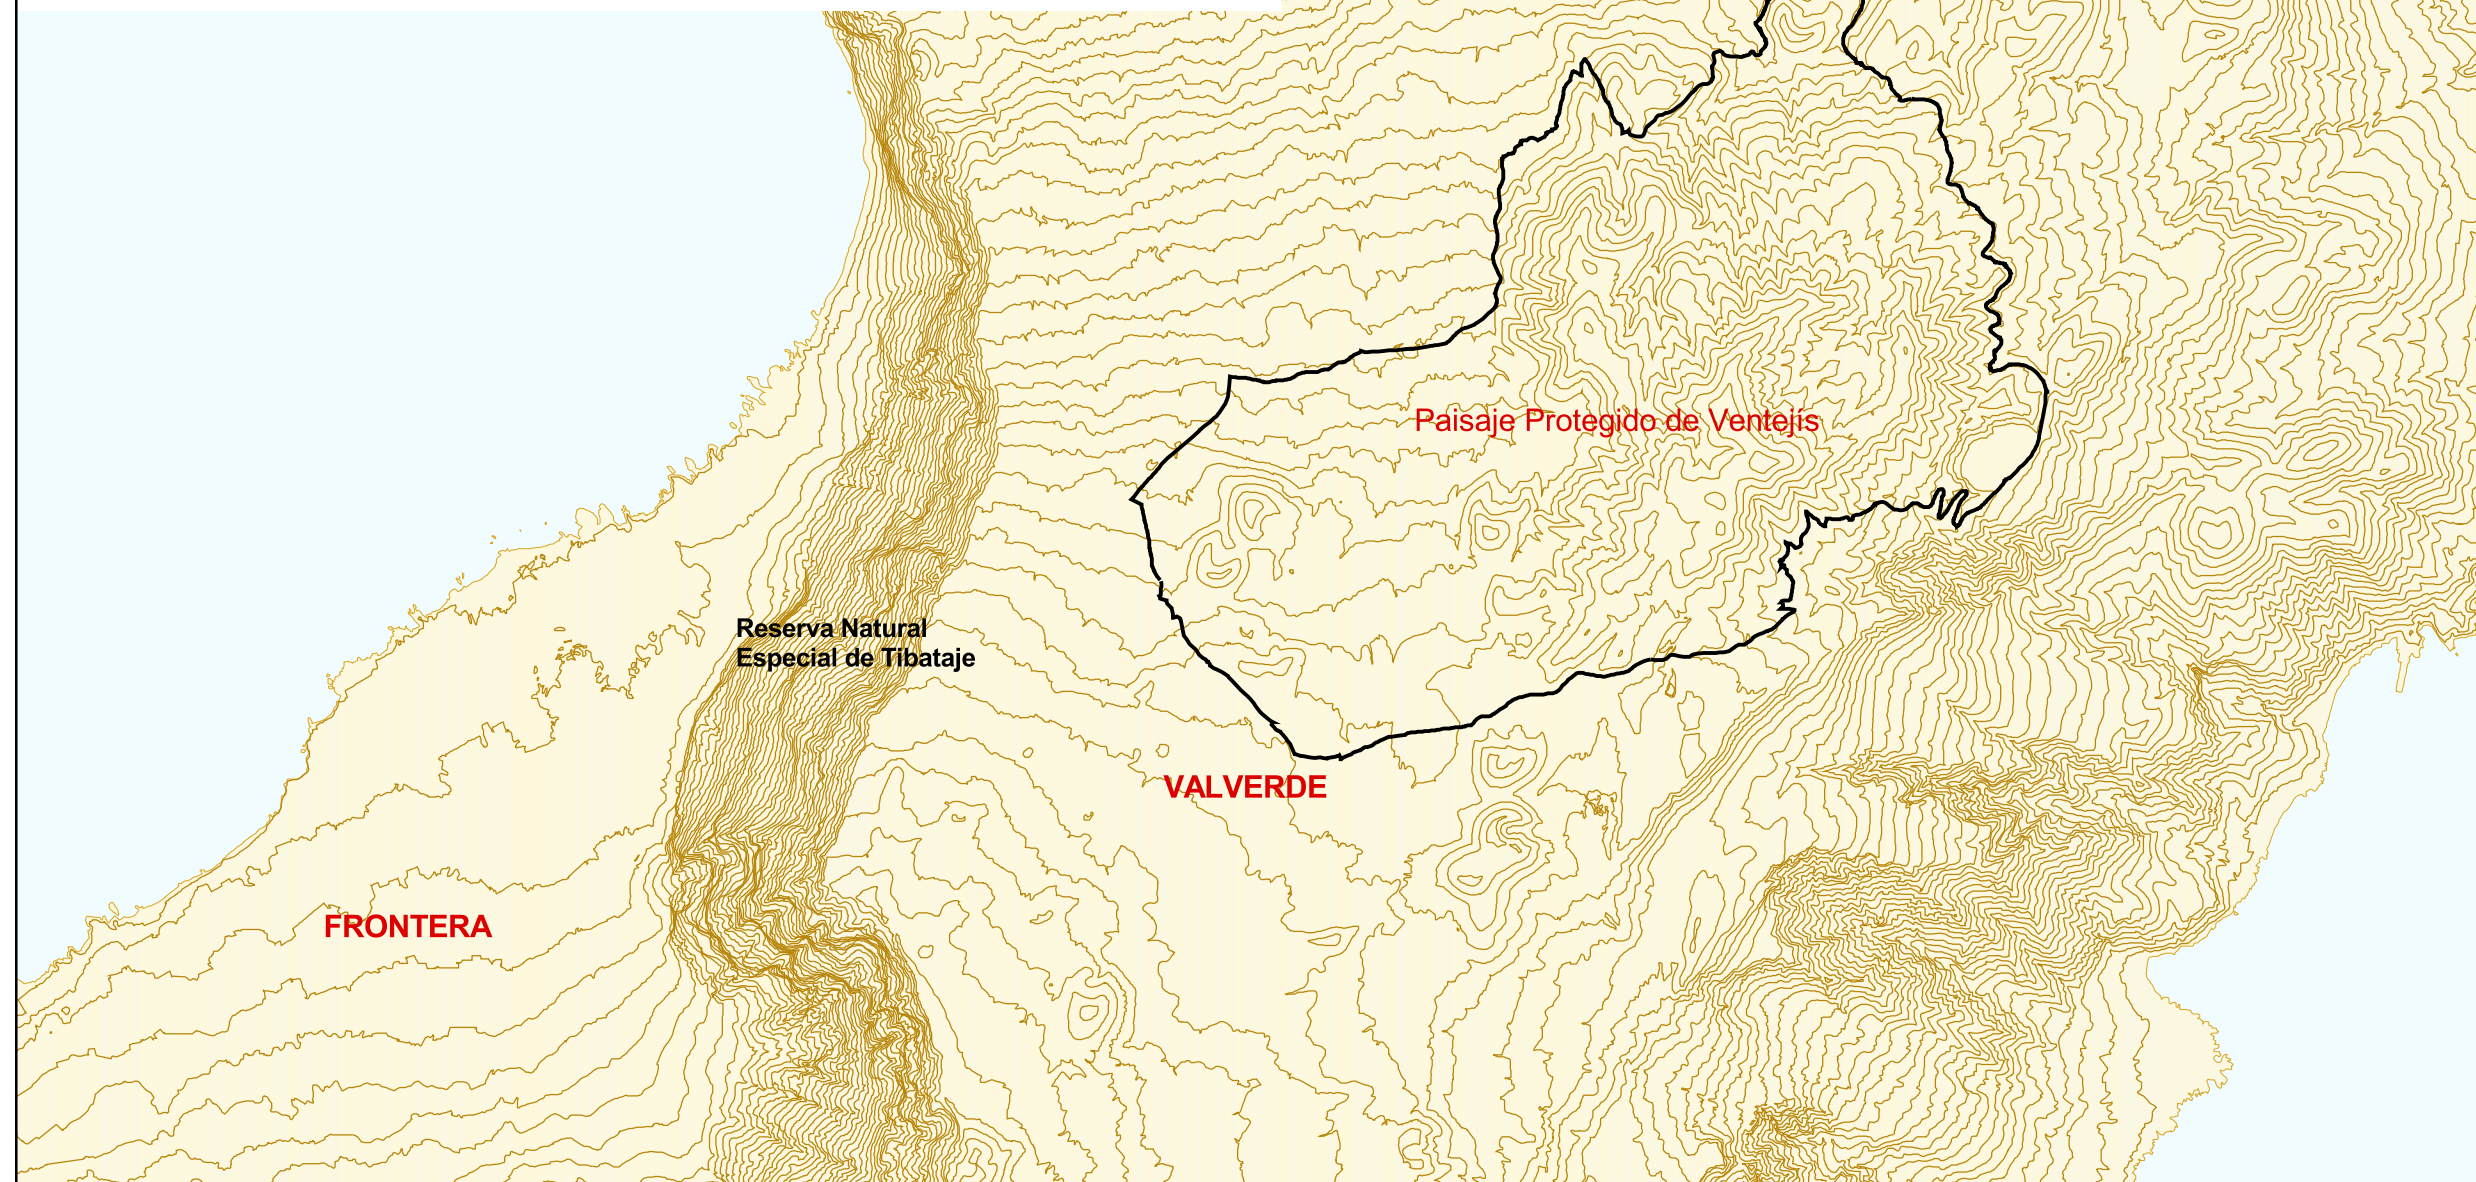 Paisaje Protegido de Ventejís
Reserva Natural
Especial de Tibataje
VALVERDE
FRONTERA